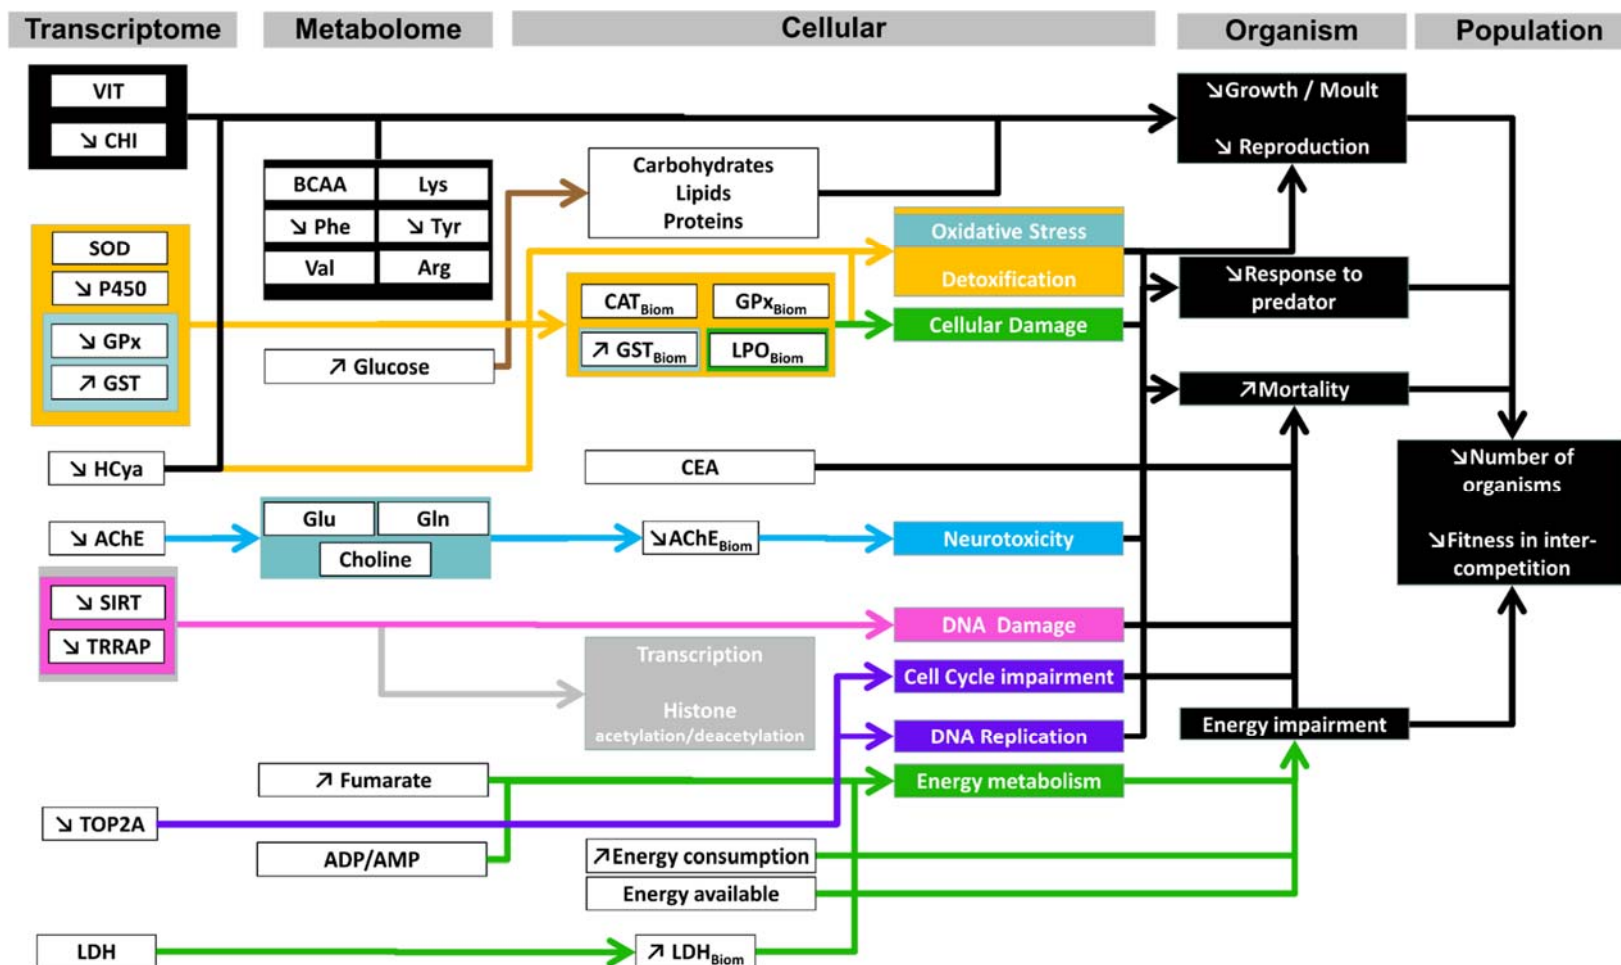 Transcriptome
Metabolome
Cellular
Organism
Population
VIT
↘ CHI
SOD
↘ P450
↘ GPx
↗ GST
↘ HCya
↘ AChE
↘ SIRT
↘ TRRAP
↘ TOP2A
LDH
BCAA
Lys
↘ Phe
↘ Tyr
Val
Arg
↗ Glucose
Glu
Gln
Choline
↗ Fumarate
ADP/AMP
Carbohydrates
Lipids
Proteins
CATBiom
GPxBiom
↗ GSTBiom
LPOBiom
CEA
↘AChEBiom
Transcription
Histone
acetylation/deacetylation
↗Energy consumption
Energy available
↗ LDHBiom
Oxidative Stress
Detoxification
Cellular Damage
Neurotoxicity
DNA Damage
Cell Cycle impairment
DNA Replication
Energy metabolism
↘Growth / Moult
↘ Reproduction
↘Response to
predator
↗Mortality
Energy impairment
↘Number of
organisms
↘Fitness in inter-
competition